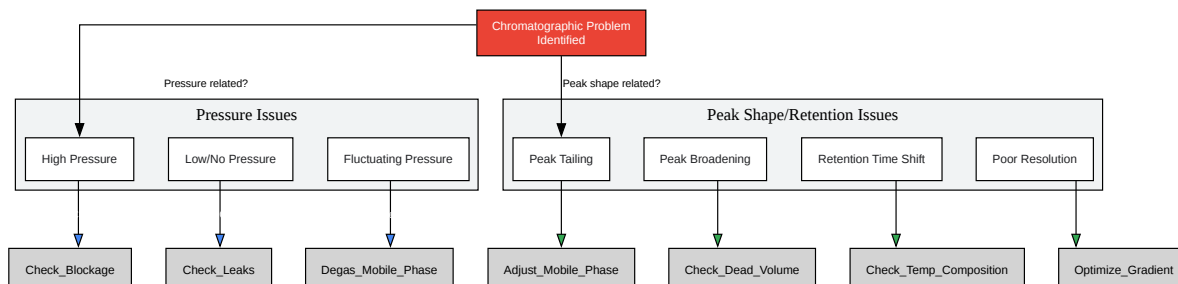 Chromatographic Problem
Identified
Pressure related?
Peak shape related?
Pressure Issues
Peak Shape/Retention Issues
High Pressure
Low/No Pressure
Fluctuating Pressure
Peak Tailing
Peak Broadening
Retention Time Shift
Poor Resolution
Check_Blockage
Check_Leaks
Degas_Mobile_Phase
Adjust_Mobile_Phase
Check_Dead_Volume
Check_Temp_Composition
Optimize_Gradient